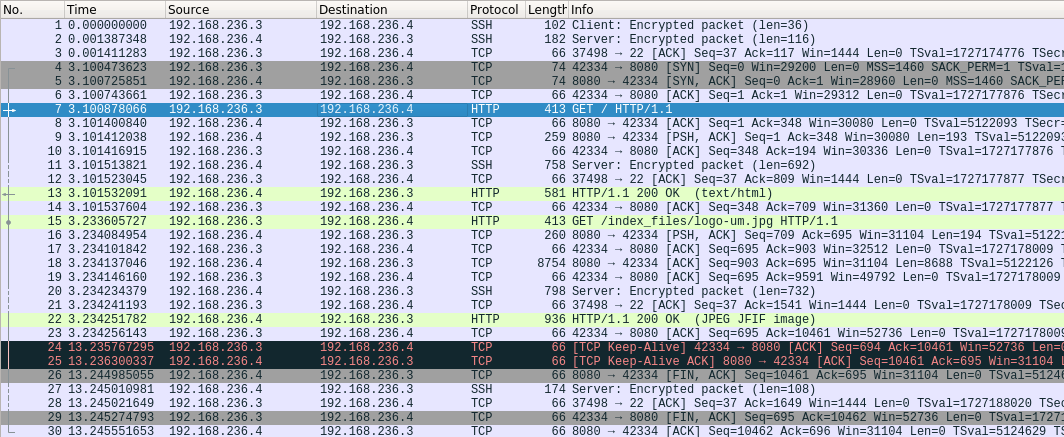 No. Time Source Destination Protocol Length Info
1 0.000000000 192.168.236.3 192.168.236.4 SSH 102 Client: Encrypted packet (len=36)
2 0.001387348 192.168.236.4 192.168.236.3 SSH 182 Server: Encrypted packet (len=116)
3 0.001411283 192.168.236.3 192.168.236.4 TCP 66 37498 → 22 [ACK] Seq=37 Ack=117 Win=1444 Len=0 TSval=1727174776 TSecr
4 3.100473623 192.168.236.3 192.168.236.4 TCP 74 42334 → 8080 [SYN] Seq=0 Win=29200 Len=0 MSS=1460 SACK_PERM=1 TSval=1
5 3.100725851 192.168.236.4 192.168.236.3 TCP 74 8080 → 42334 [SYN, ACK] Seq=0 Ack=1 Win=28960 Len=0 MSS=1460 SACK_PER
6 3.100743661 192.168.236.3 192.168.236.4 TCP 66 42334 → 8080 [ACK] Seq=1 Ack=1 Win=29312 Len=0 TSval=1727177876 TSecr
7 3.100878066 192.168.236.3 192.168.236.4 HTTP 413 GET / HTTP/1.1
8 3.101400840 192.168.236.4 192.168.236.3 TCP 66 8080 → 42334 [ACK] Seq=1 Ack=348 Win=30080 Len=0 TSval=5122093 TSecr=
9 3.101412038 192.168.236.4 192.168.236.3 TCP 259 8080 → 42334 [PSH, ACK] Seq=1 Ack=348 Win=30080 Len=193 TSval=5122093
10 3.101416915 192.168.236.3 192.168.236.4 TCP 66 42334 → 8080 [ACK] Seq=348 Ack=194 Win=30336 Len=0 TSval=1727177876 T
11 3.101513821 192.168.236.4 192.168.236.3 SSH 758 Server: Encrypted packet (len=692)
12 3.101523045 192.168.236.3 192.168.236.4 TCP 66 37498 → 22 [ACK] Seq=37 Ack=809 Win=1444 Len=0 TSval=1727177877 TSecr
13 3.101532091 192.168.236.4 192.168.236.3 HTTP 581 HTTP/1.1 200 OK (text/html)
14 3.101537604 192.168.236.3 192.168.236.4 TCP 66 42334 → 8080 [ACK] Seq=348 Ack=709 Win=31360 Len=0 TSval=1727177877 T
15 3.233605727 192.168.236.3 192.168.236.4 HTTP 413 GET /index_files/logo-um.jpg HTTP/1.1
16 3.234084954 192.168.236.4 192.168.236.3 TCP 260 8080 → 42334 [PSH, ACK] Seq=709 Ack=695 Win=31104 Len=194 TSval=51221
17 3.234101842 192.168.236.3 192.168.236.4 TCP 66 42334 → 8080 [ACK] Seq=695 Ack=903 Win=32512 Len=0 TSval=1727178009 T
18 3.234137046 192.168.236.4 192.168.236.3 TCP 8754 8080 → 42334 [ACK] Seq=903 Ack=695 Win=31104 Len=8688 TSval=5122126 T
19 3.234146160 192.168.236.3 192.168.236.4 TCP 66 42334 → 8080 [ACK] Seq=695 Ack=9591 Win=49792 Len=0 TSval=1727178009
20 3.234234379 192.168.236.4 192.168.236.3 SSH 798 Server: Encrypted packet (len=732)
21 3.234241193 192.168.236.3 192.168.236.4 TCP 66 37498 → 22 [ACK] Seq=37 Ack=1541 Win=1444 Len=0 TSval=1727178009 TSec
22 3.234251782 192.168.236.4 192.168.236.3 HTTP 936 HTTP/1.1 200 OK (JPEG JFIF image)
23 3.234256143 192.168.236.3 192.168.236.4 TCP 66 42334 → 8080 [ACK] Seq=695 Ack=10461 Win=52736 Len=0 TSval=1727178009
24 13.235767295 192.168.236.3 192.168.236.4 TCP 66 [TCP Keep-Alive] 42334 → 8080 [ACK] Seq=694 Ack=10461 Win=52736 Len=0
25 13.236300337 192.168.236.4 192.168.236.3 TCP 66 [TCP Keep-Alive ACK] 8080 → 42334 [ACK] Seq=10461 Ack=695 Win=31104 L
26 13.244985055 192.168.236.4 192.168.236.3 TCP 66 8080 → 42334 [FIN, ACK] Seq=10461 Ack=695 Win=31104 Len=0 TSval=51246
27 13.245010981 192.168.236.4 192.168.236.3 SSH 174 Server: Encrypted packet (len=108)
28 13.245021649 192.168.236.3 192.168.236.4 TCP 66 37498 → 22 [ACK] Seq=37 Ack=1649 Win=1444 Len=0 TSval=1727188020 TSec
29 13.245274793 192.168.236.3 192.168.236.4 TCP 66 42334 → 8080 [FIN, ACK] Seq=695 Ack=10462 Win=52736 Len=0 TSval=1727
30 13.245551653 192.168.236.4 192.168.236.3 TCP 66 8080 → 42334 [ACK] Seq=10462 Ack=696 Win=31104 Len=0 TSval=5124629 T